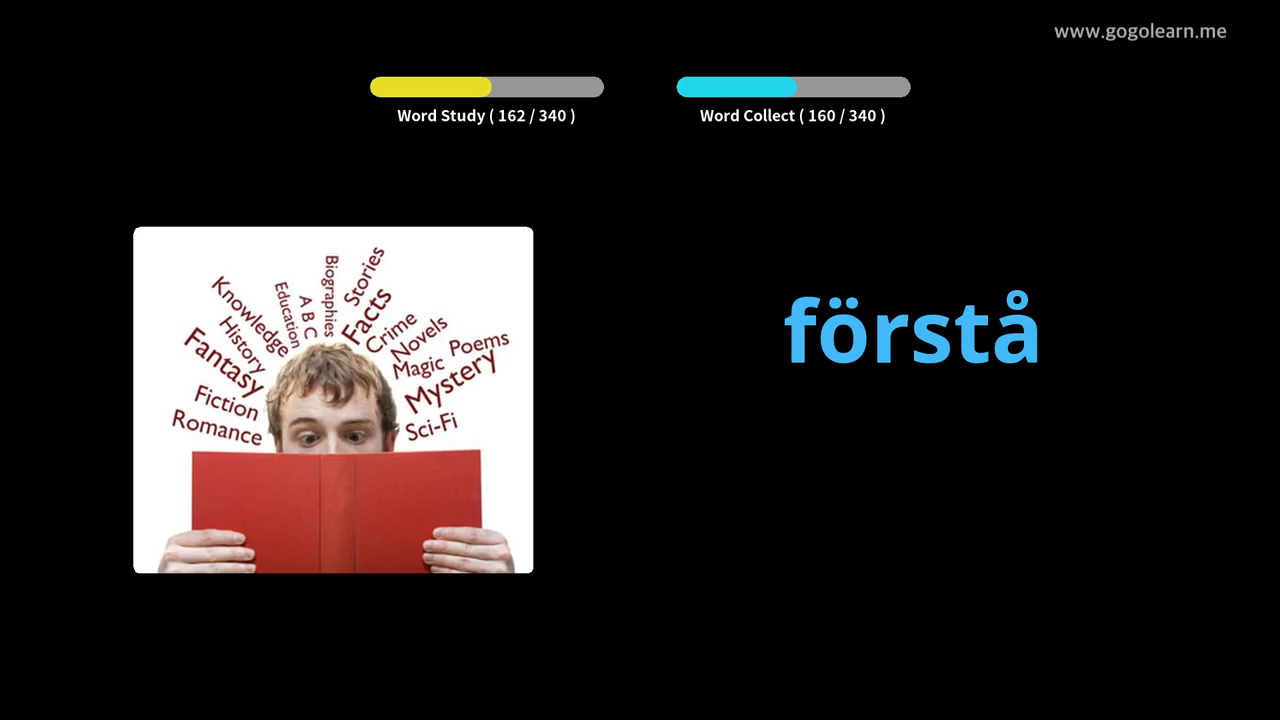 www.gogolearn.me
Word Study ( 162 / 340 )
Word Collect ( 160 / 340 )
förstå
Romance
Fiction
Fantasy
History
Knowledge
Education
A B C
Biographies
Stories
Facts
Crime
Novels
Magic
Poems
Mystery
Sci-Fi